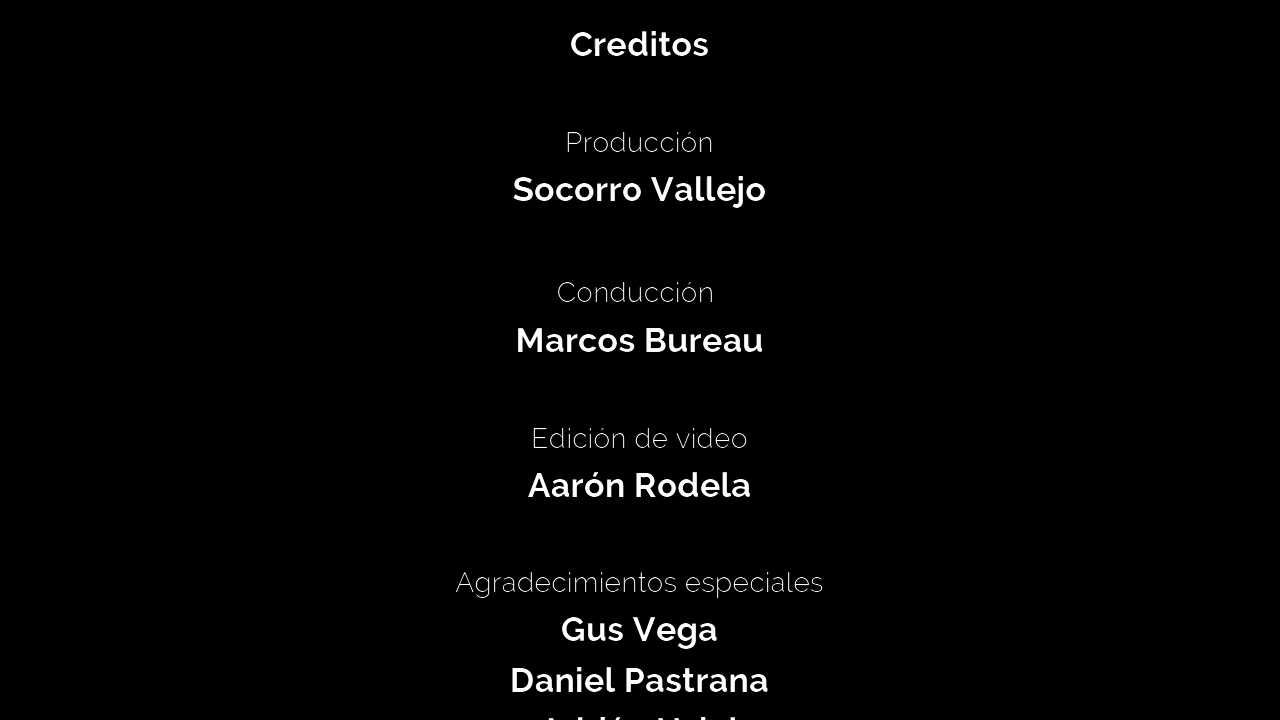 Creditos
Producción
Socorro Vallejo
Conducción
Marcos Bureau
Edición de video
Aarón Rodela
Agradecimientos especiales
Gus Vega
Daniel Pastrana